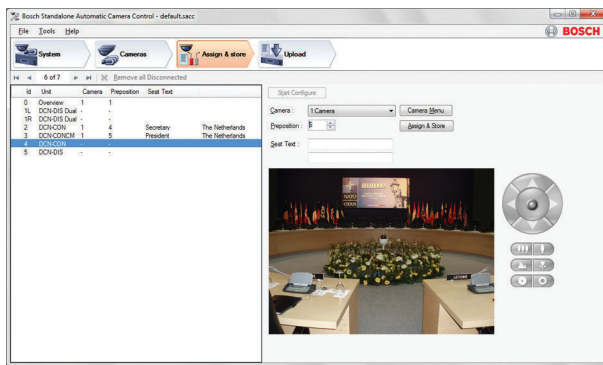 Bosch Standalone Automatic Camera Control - default.sacc
File Tools Help
BOSCH
System
Cameras
Assign & store
Upload
6 of 7
Remove all Disconnected
Id Unit Camera Preposition Seat Text
0 Overview 1 1
1L DCN-DIS Dual - -
1R DCN-DIS Dual - -
2 DCN-CON 1 4 Secretary The Netherlands
3 DCN-CONCM 1 5 President The Netherlands
4 DCN-CON - -
5 DCN-DIS - -
Start Configure
Camera : 1:Camera Camera Menu
Preposition : Assign & Store
Seat Text :
NATO
OTAN